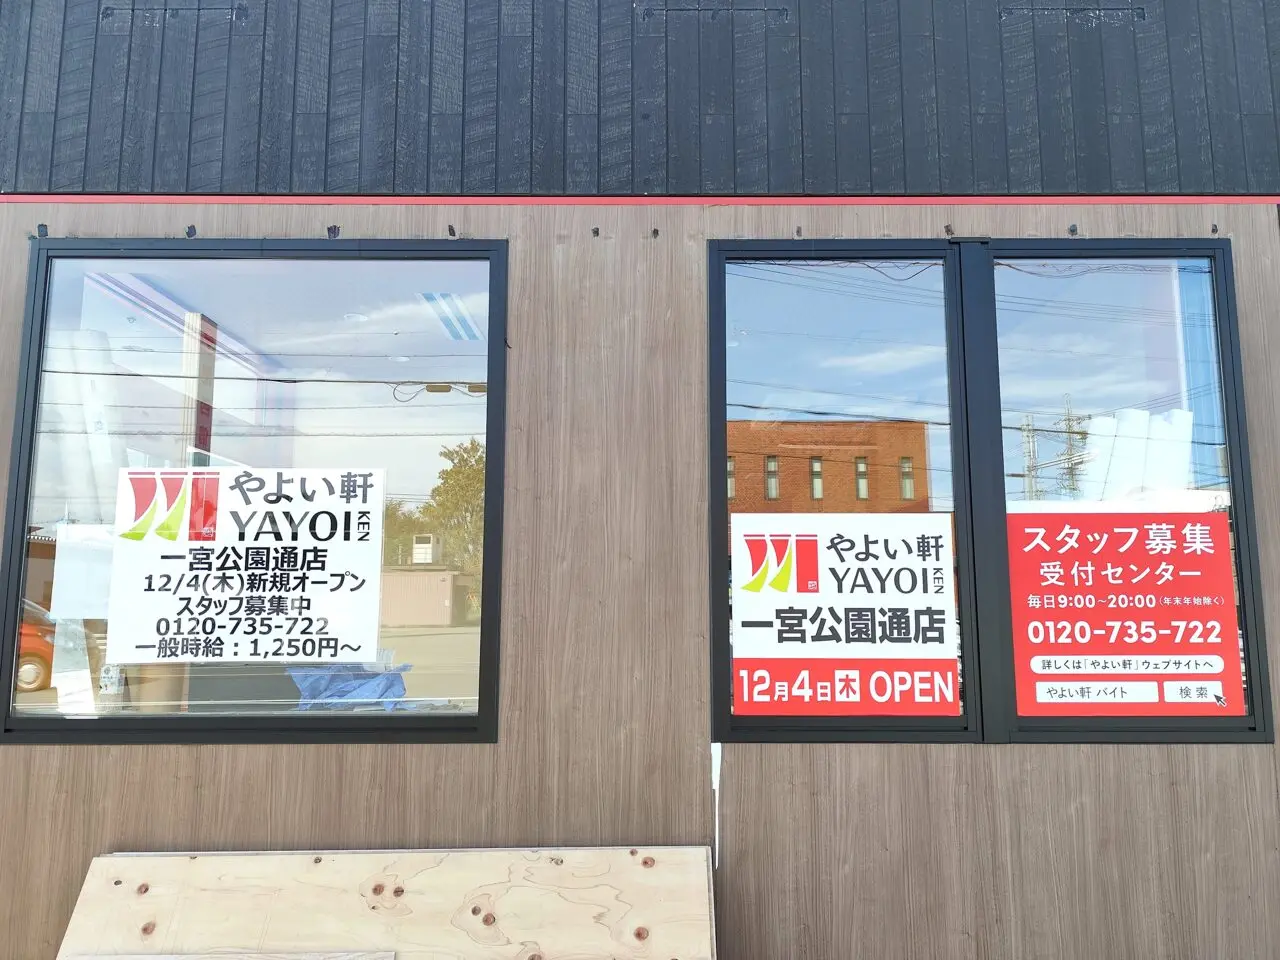 やよい軒
YAYOI KEN
一宮公園通店
12/4(木)新規オープン
スタッフ募集中
0120-735-722
一般時給：1,250円～
やよい軒
YAYOI KEN
一宮公園通店
12月4日木 OPEN
スタッフ募集
受付センター
毎日9:00～20:00(年末年始除く)
0120-735-722
詳しくは「やよい軒」ウェブサイトへ
やよい軒 バイト 検索